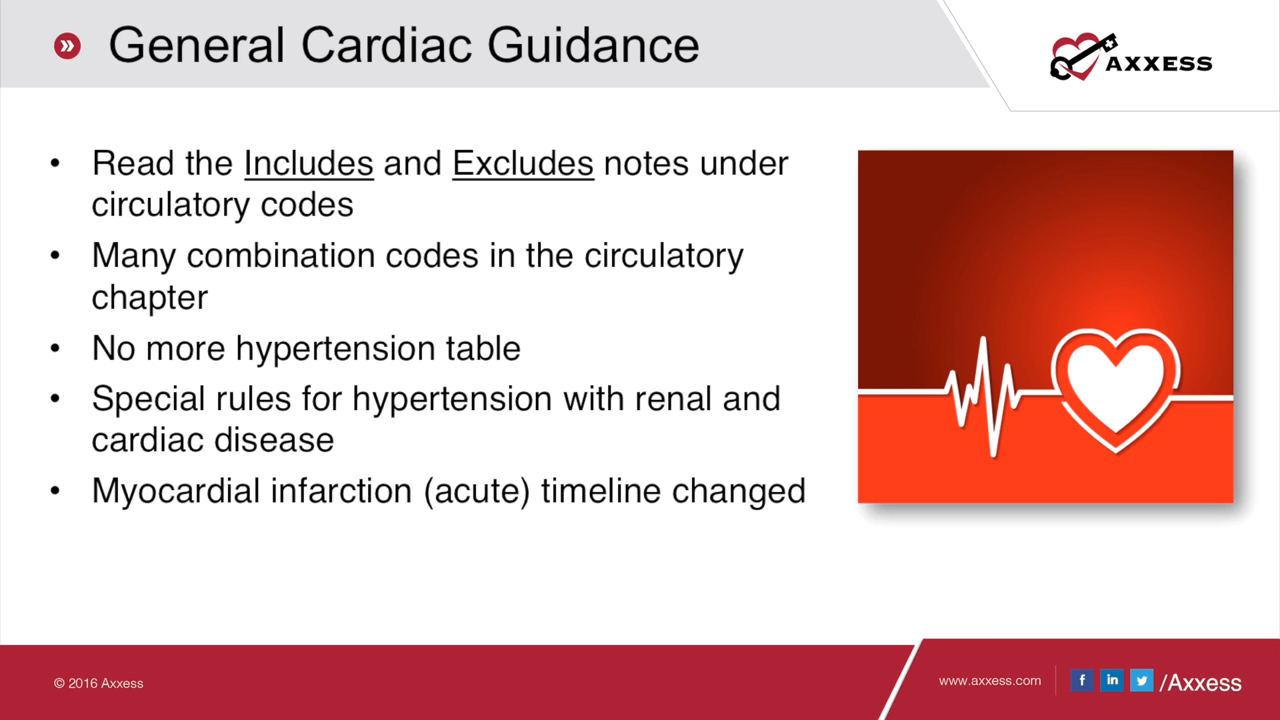 General Cardiac Guidance
AXXESS
• Read the Includes and Excludes notes under
circulatory codes
• Many combination codes in the circulatory
chapter
• No more hypertension table
• Special rules for hypertension with renal and
cardiac disease
• Myocardial infarction (acute) timeline changed
© 2016 Axxess
www.axxess.com
f in /Axxess